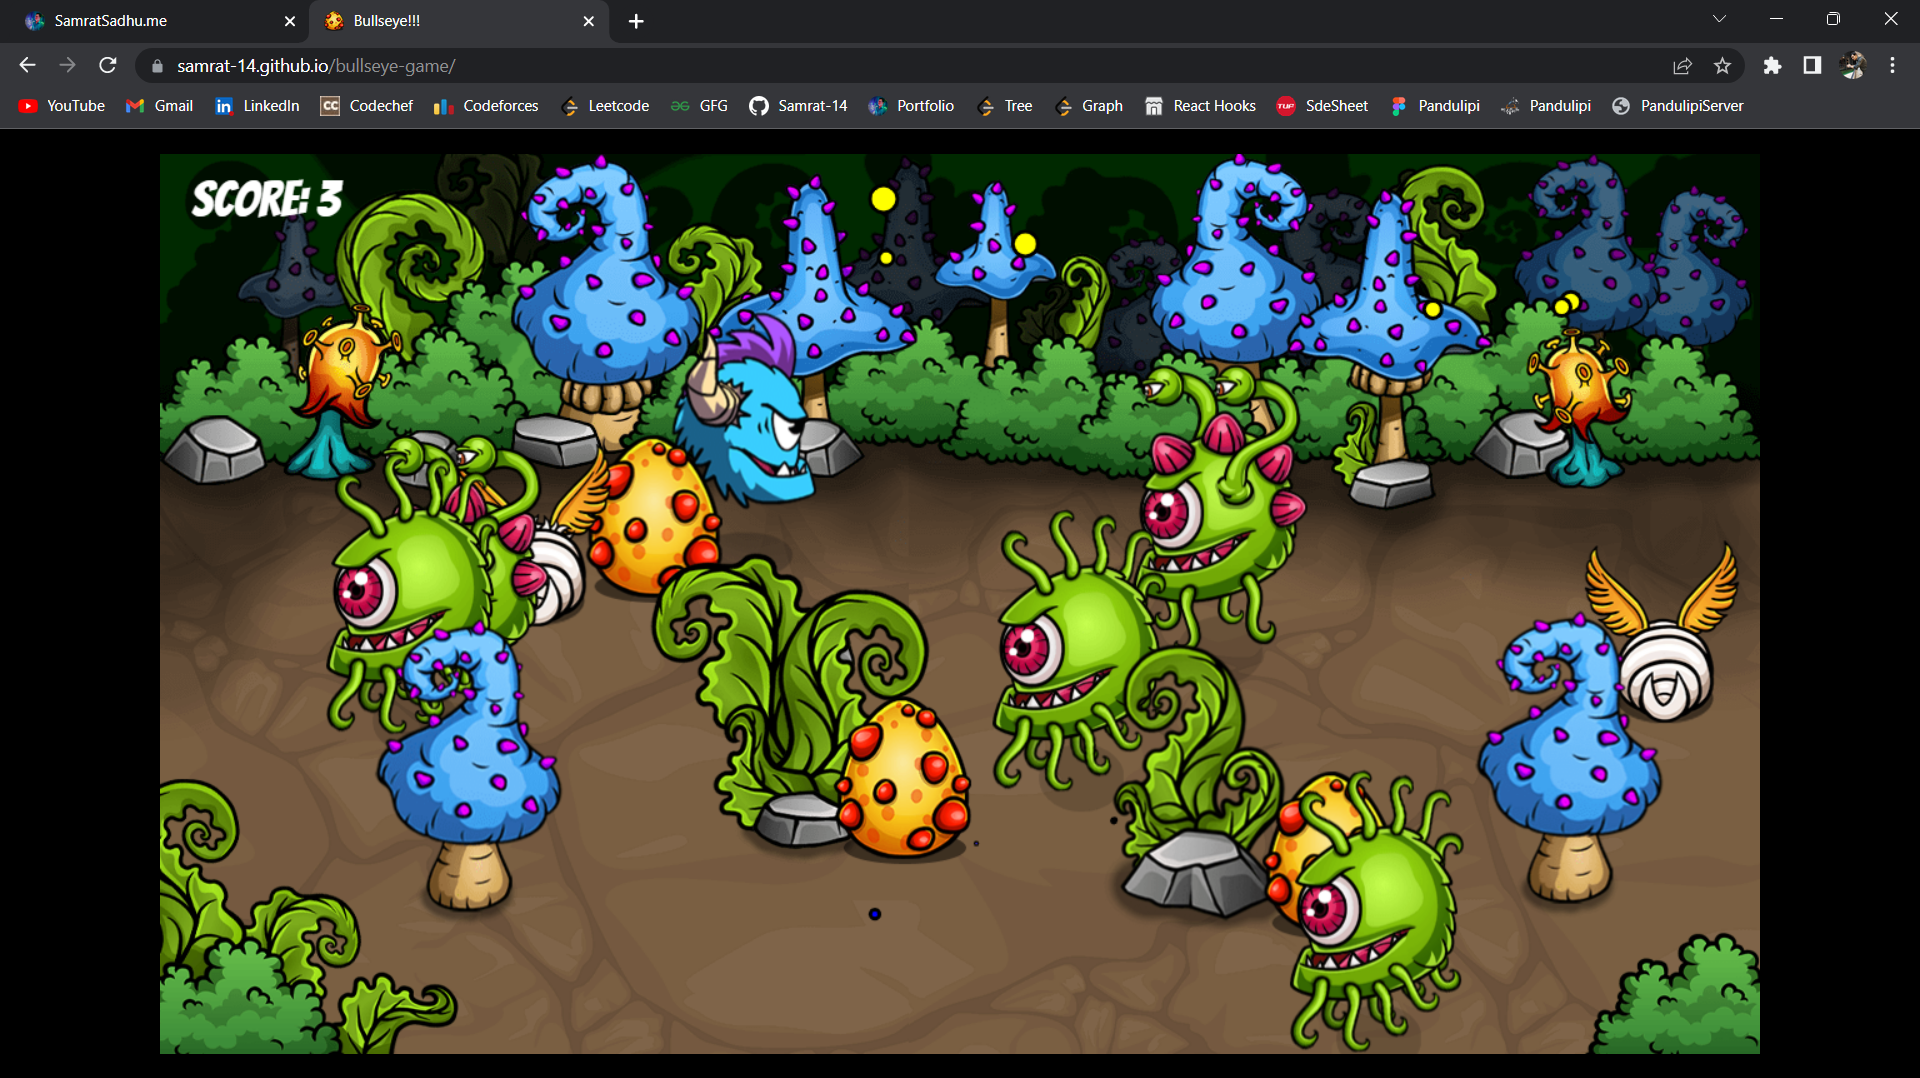 SamratSadhu.me
Bullseye!!!
samrat-14.github.io/bullseye-game/
YouTube Gmail LinkedIn Codechef Codeforces Leetcode GFG Samrat-14 Portfolio Tree Graph React Hooks SdeSheet Pandulipi Pandulipi PandulipiServer
SCORE: 3